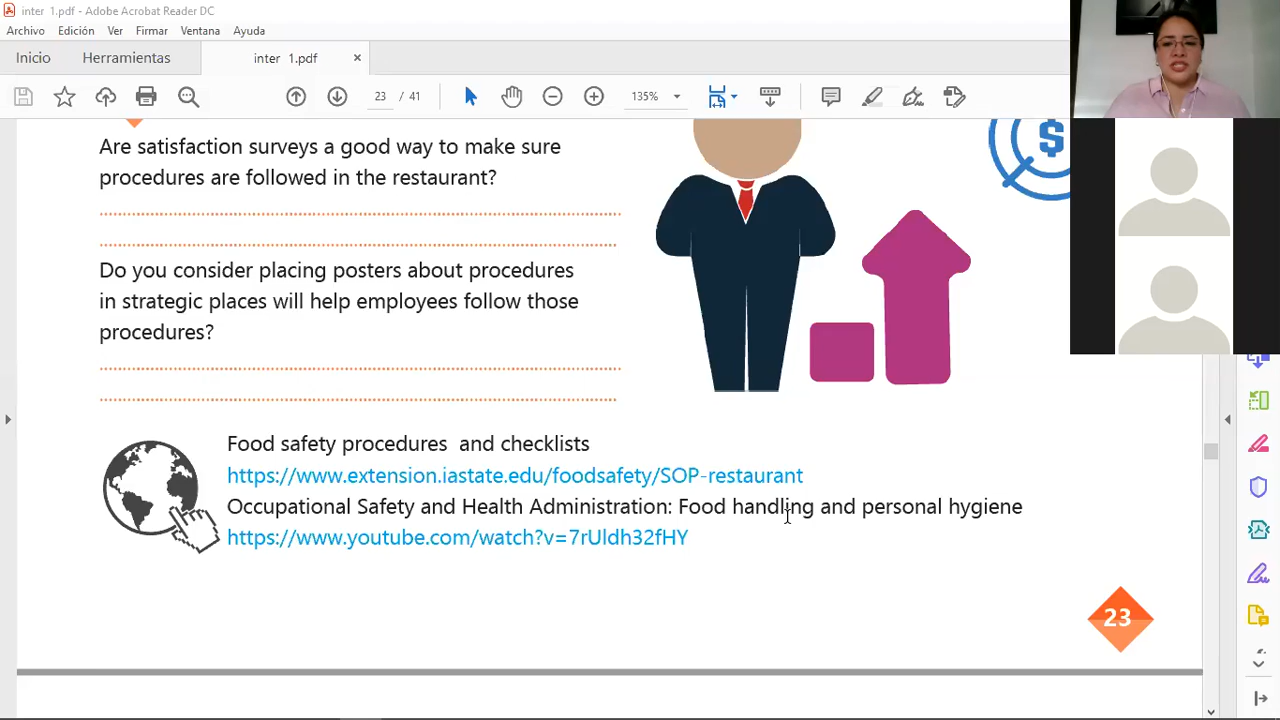 inter 1.pdf - Adobe Acrobat Reader DC
Archivo Edición Ver Firmar Ventana Ayuda
Inicio Herramientas inter 1.pdf ×
23 / 41 135%
Are satisfaction surveys a good way to make sure
procedures are followed in the restaurant?
$
Do you consider placing posters about procedures
in strategic places will help employees follow those
procedures?
Food safety procedures and checklists
https://www.extension.iastate.edu/foodsafety/SOP-restaurant
Occupational Safety and Health Administration: Food handling and personal hygiene
https://www.youtube.com/watch?v=7rUldh32fHY
23